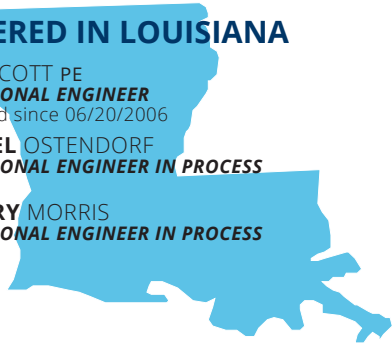 ERED IN LOUISIANA
COTT PE
ONAL ENGINEER
d since 06/20/2006
EL OSTENDORF
ONAL ENGINEER IN PROCESS
RY MORRIS
ONAL ENGINEER IN PROCESS